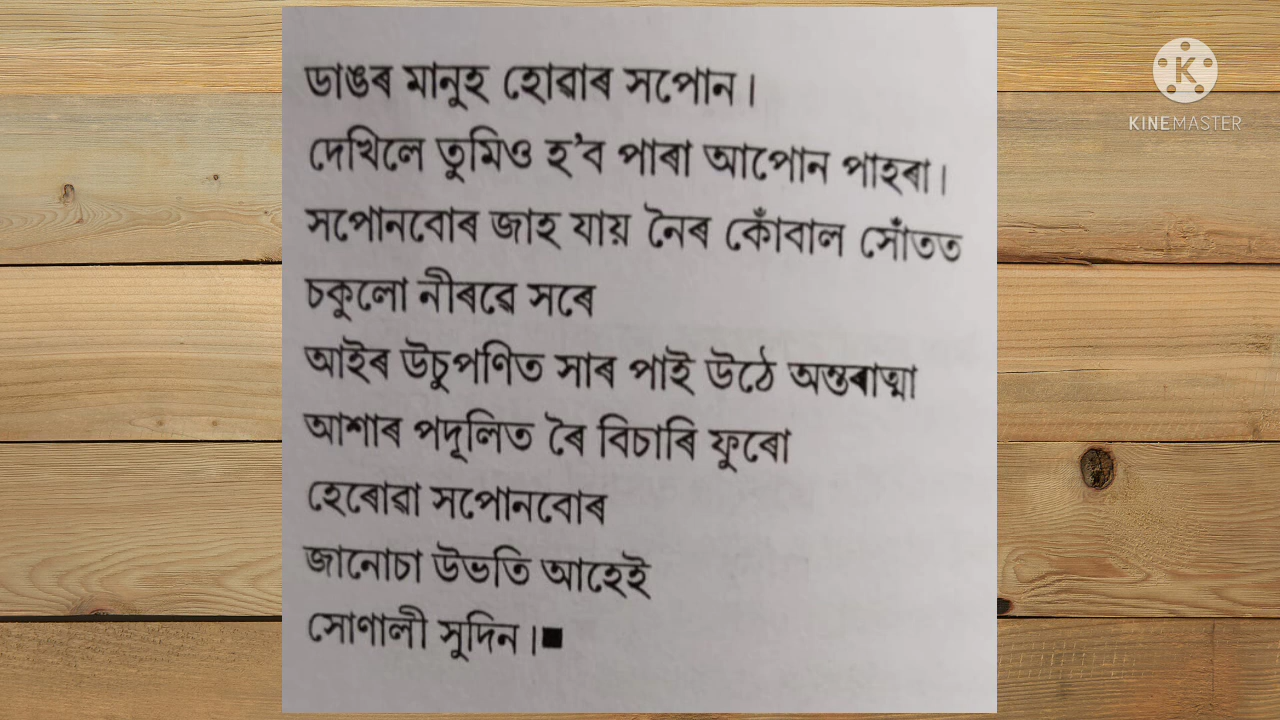 ডাঙৰ মানুহ হোৱাৰ সপোন।
দেখিলে তুমিও হ'ব পাৰা আপোন পাহৰা।
সপোনবোৰ জাহ যায় নৈৰ কোঁবাল সোঁতত
চকুলো নীৰৱে সৰে
আইৰ উচুপণিত সাৰ পাই উঠে অন্তৰাত্মা
আশাৰ পদূলিত ৰৈ বিচাৰি ফুৰো
হেৰোৱা সপোনবোৰ
জানোচা উভতি আহেই
সোণালী সুদিন।■
K
KINEMASTER